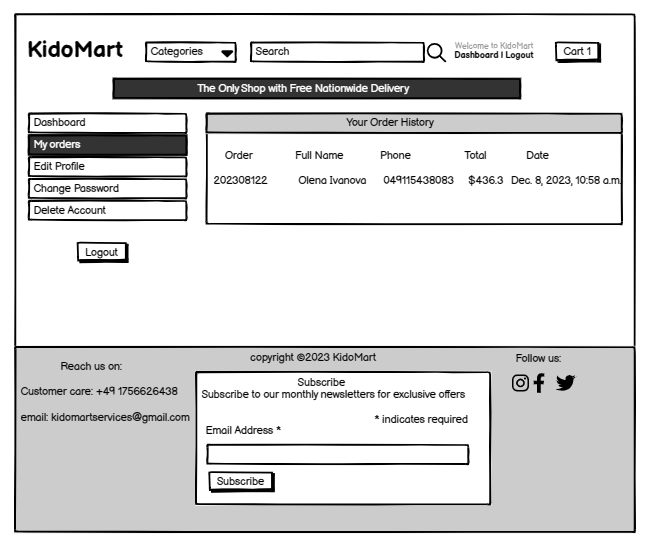 KidoMart
Categories
Search
Welcome to KidoMart
Dashboard | Logout
Cart 1
The Only Shop with Free Nationwide Delivery
Dashboard
My orders
Edit Profile
Change Password
Delete Account
Logout
Your Order History
Order Full Name Phone Total Date
202308122 Olena Ivanova 049115438083 $436.3 Dec. 8, 2023, 10:58 a.m.
Reach us on:
Customer care: +49 1756626438
email: kidomartservices@gmail.com
copyright ©2023 KidoMart
Subscribe
Subscribe to our monthly newsletters for exclusive offers
* indicates required
Email Address *
Subscribe
Follow us: